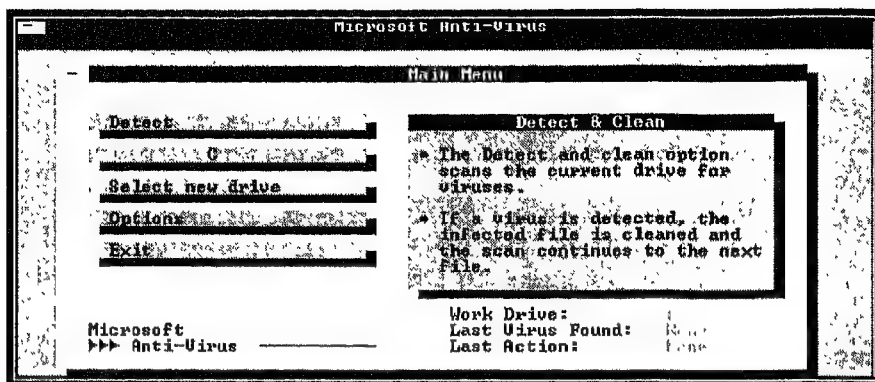 Microsoft Anti-Virus
Main Menu
Detect
C
Select new drive
Options
Exit
Detect & Clean
• The Detect and clean option
scans the current drive for
viruses.
• If a virus is detected, the
infected file is cleaned and
the scan continues to the next
file.
Work Drive:
Last Virus Found: None
Last Action: None
Microsoft
▶▶▶ Anti-Virus